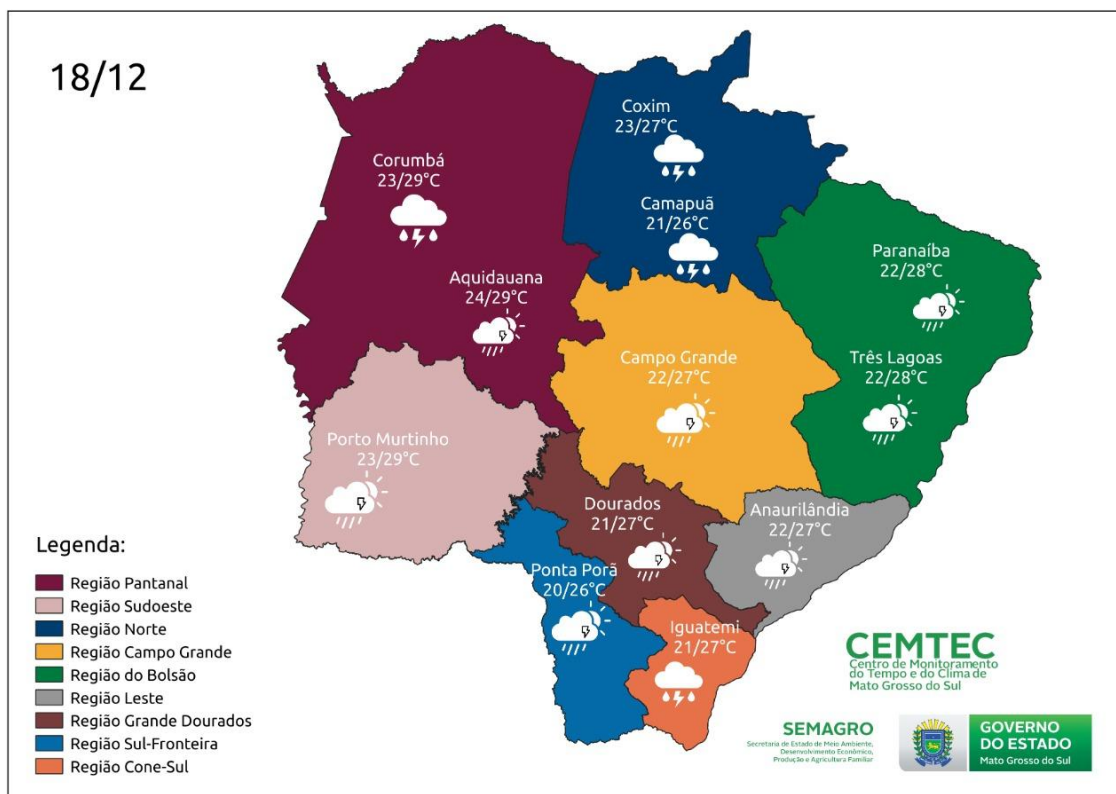 18/12
Coxim
23/27°C
Corumbá
23/29°C
Camapuã
21/26°C
Paranaíba
22/28°C
Aquidauana
24/29°C
Campo Grande
22/27°C
Três Lagoas
22/28°C
Porto Murtinho
23/29°C
Dourados
21/27°C
Anaurilândia
22/27°C
Ponta Porã
20/26°C
Iguatemi
21/27°C
Legenda:
Região Pantanal
Região Sudoeste
Região Norte
Região Campo Grande
Região do Bolsão
Região Leste
Região Grande Dourados
Região Sul-Fronteira
Região Cone-Sul
CEMTEC
Centro de Monitoramento
do Tempo e do Clima de
Mato Grosso do Sul
SEMAGRO
Secretaria de Estado de Meio Ambiente,
Desenvolvimento Econômico,
Produção e Agricultura Familiar
GOVERNO
DO ESTADO
Mato Grosso do Sul